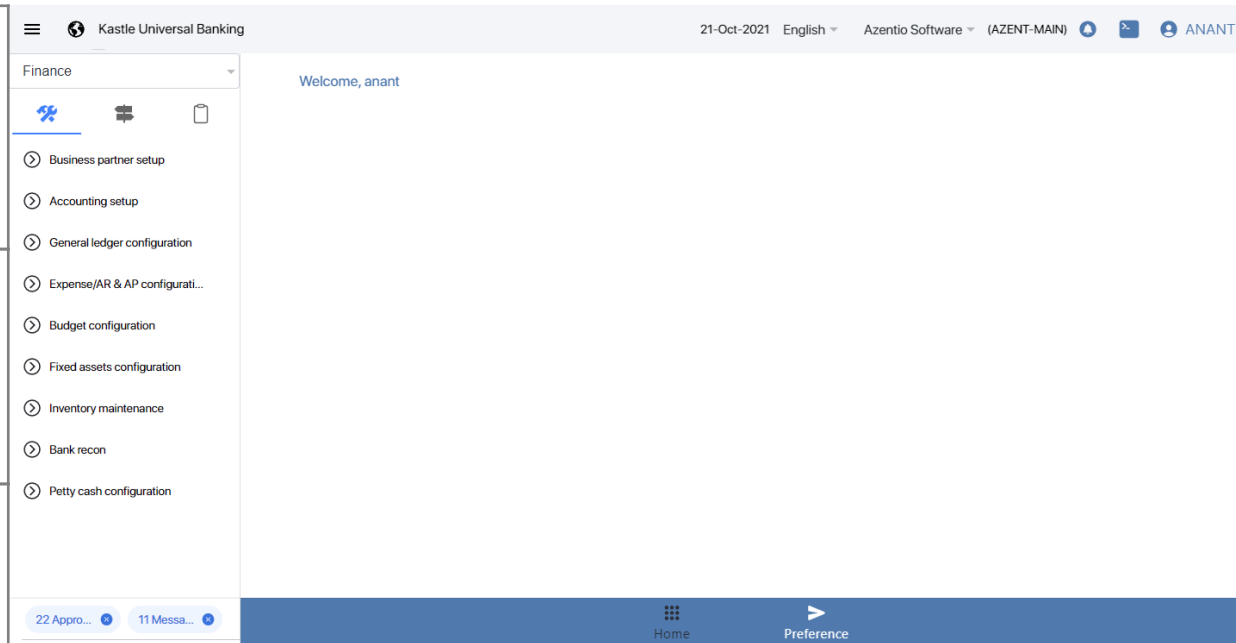 Kastle Universal Banking 21-Oct-2021 English Azentio Software (AZENT-MAIN) ANANT
Finance
Welcome, anant
Business partner setup
Accounting setup
General ledger configuration
Expense/AR & AP configurati...
Budget configuration
Fixed assets configuration
Inventory maintenance
Bank recon
Petty cash configuration
22 Appro... 11 Messa...
Home Preference